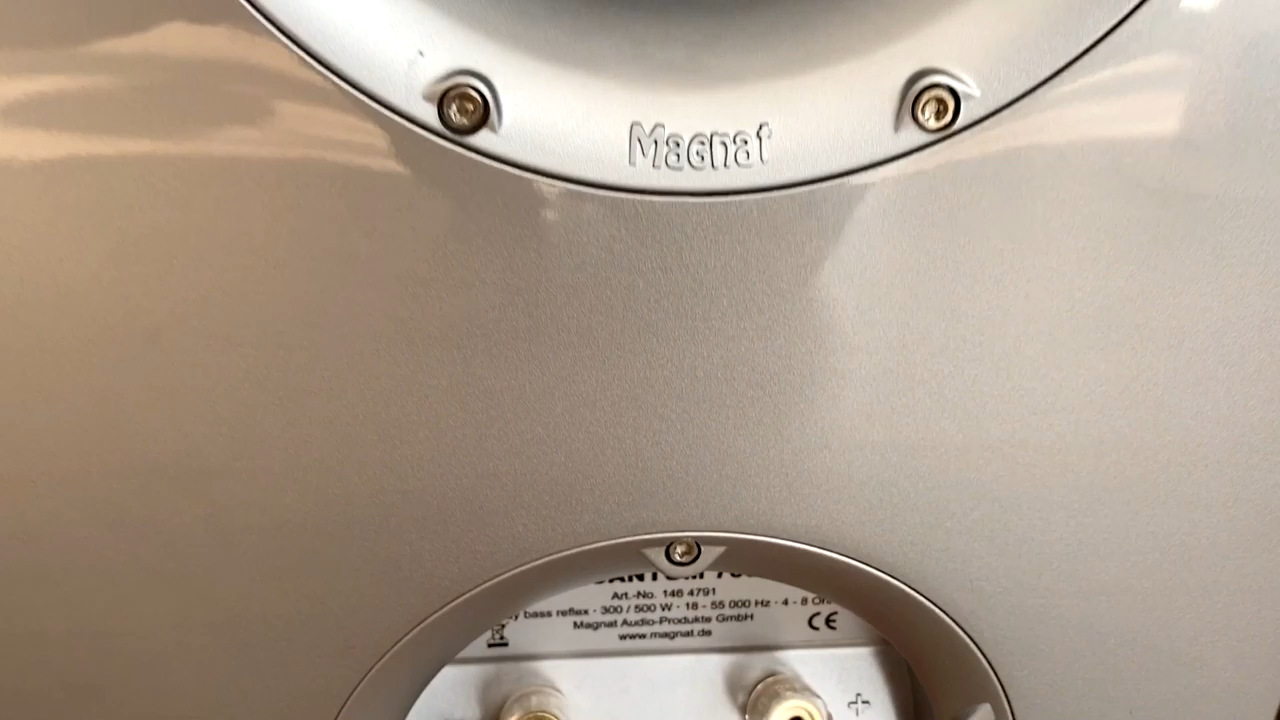 Magnat
Art.-No. 146 4791
bass reflex · 300 / 500 W · 18 - 55 000 Hz · 4 - 8
Magnat Audio-Produkte GmbH
www.magnat.de
CE
+